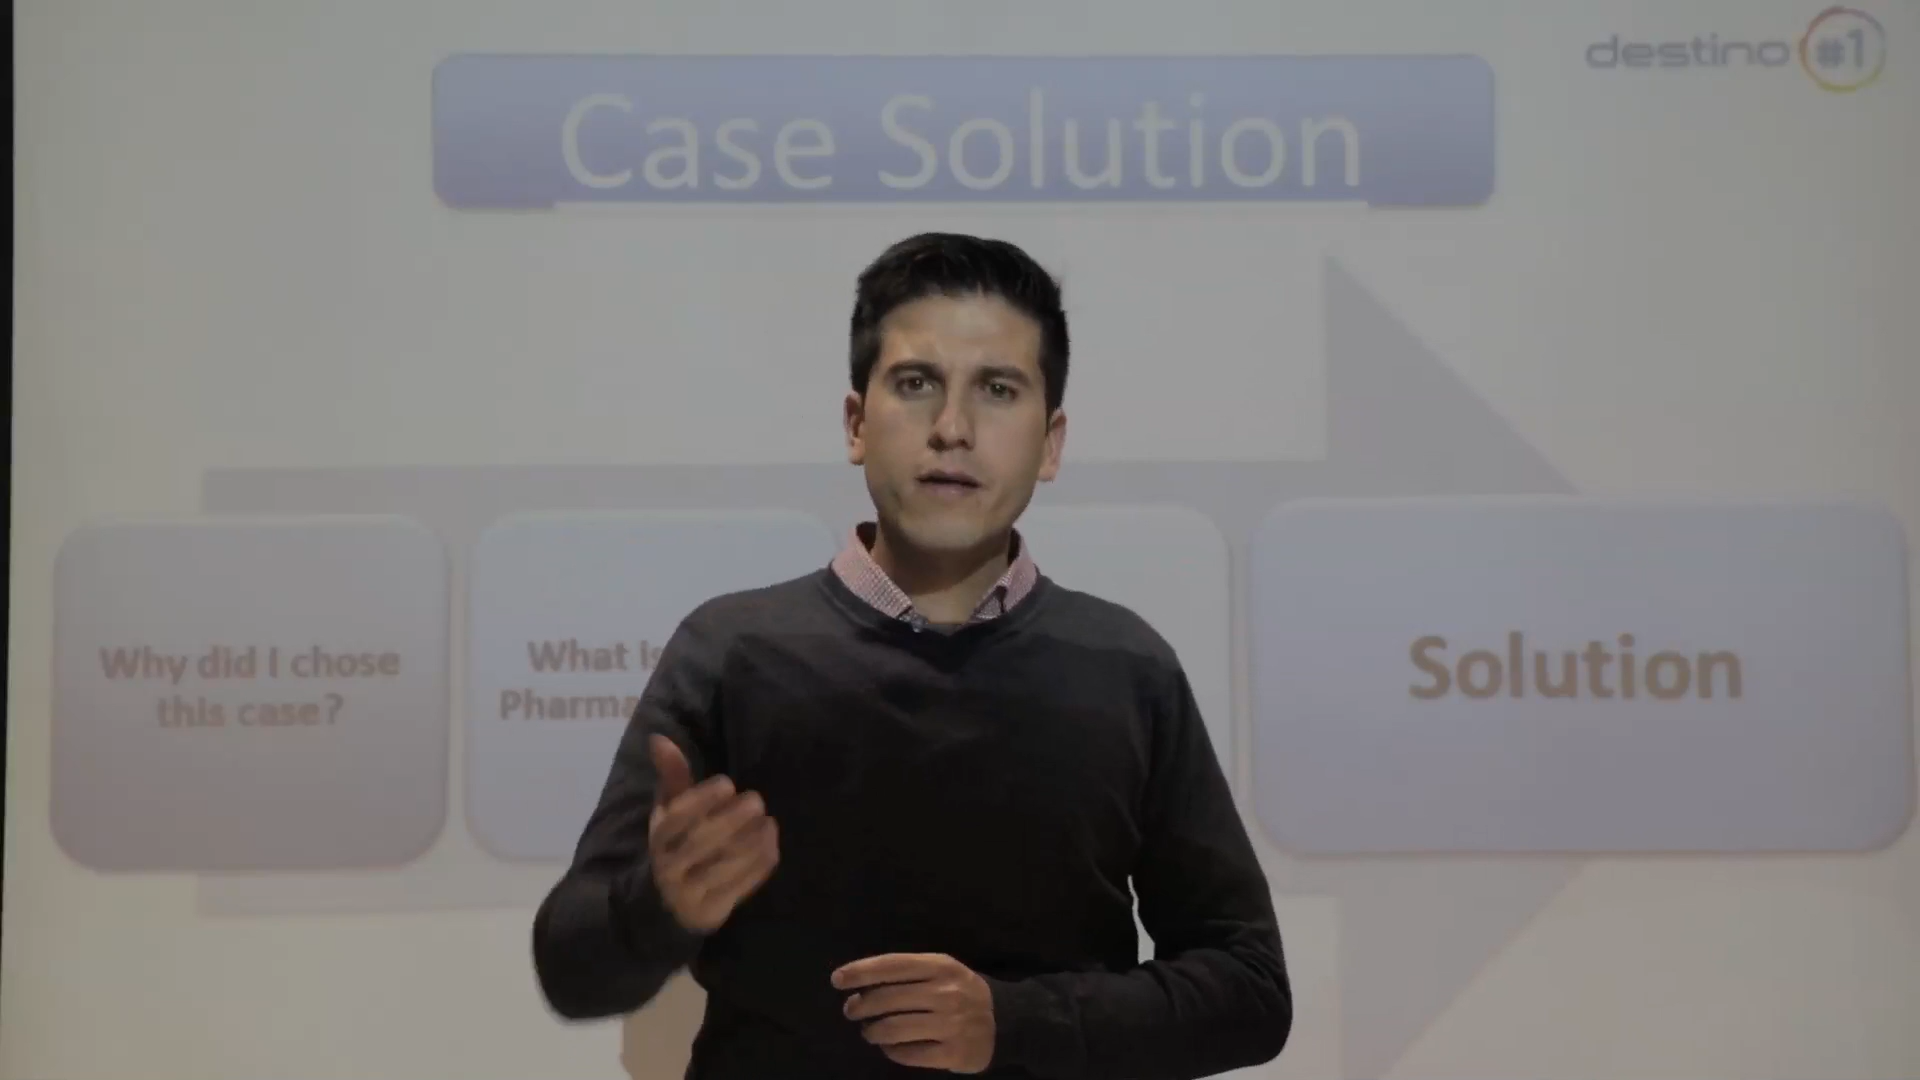 destino #1
Case Solution
Why did I chose
this case?
What is
Pharma
Solution